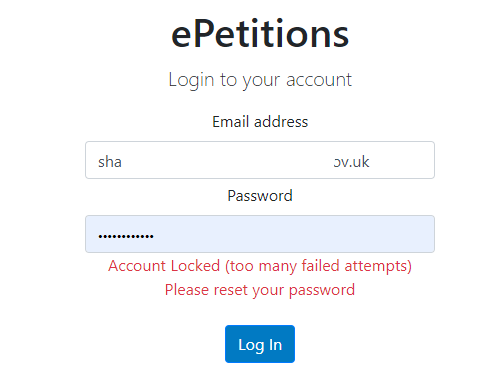 ePetitions
Login to your account
Email address
sha
ov.uk
Password
Account Locked (too many failed attempts)
Please reset your password
Log In